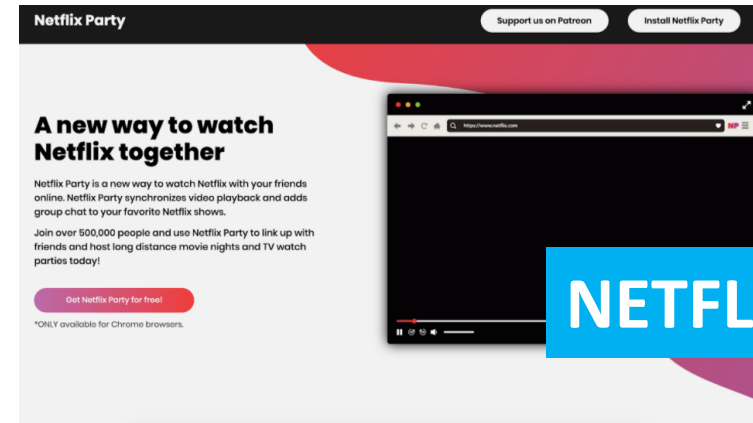 Netflix Party
Support us on Patreon
Install Netflix Party
A new way to watch
Netflix together
Netflix Party is a new way to watch Netflix with your friends
online. Netflix Party synchronizes video playback and adds
group chat to your favorite Netflix shows.
Join over 500,000 people and use Netflix Party to link up with
friends and host long distance movie nights and TV watch
parties today!
Get Netflix Party for free!
*ONLY available for Chrome browsers.
https://www.netflix.com
NP
NETFL